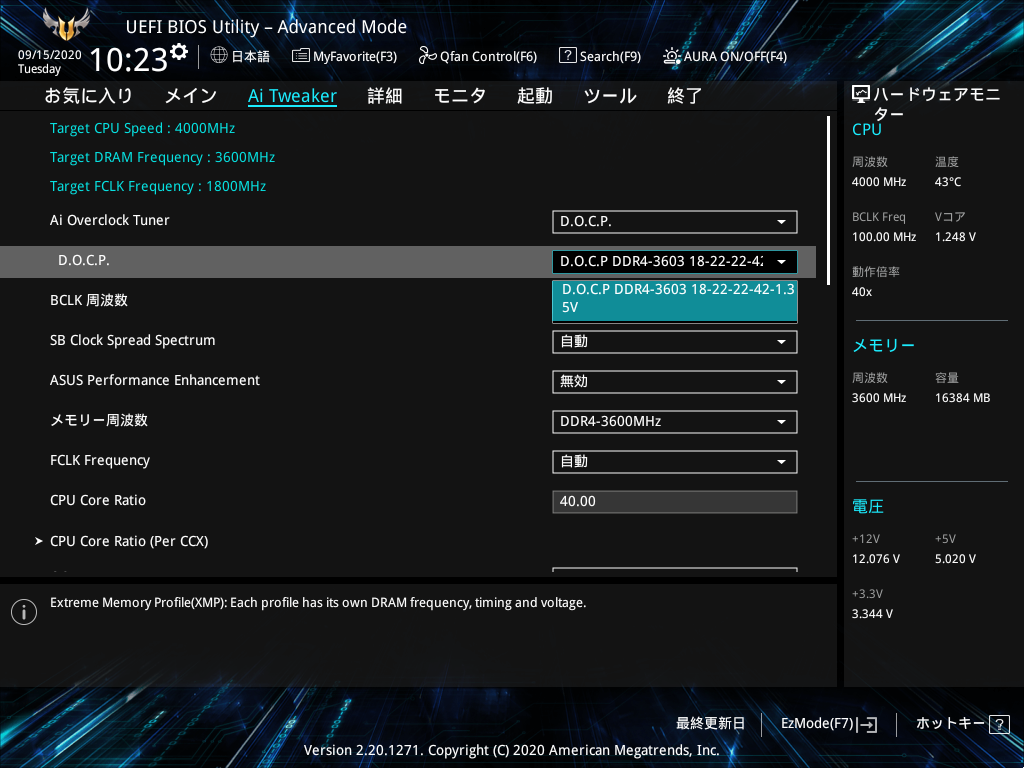 UEFI BIOS Utility – Advanced Mode
09/15/2020
Tuesday
10:23
日本語
MyFavorite(F3)
Qfan Control(F6)
Search(F9)
AURA ON/OFF(F4)
お気に入り メイン Ai Tweaker 詳細 モニタ 起動 ツール 終了
Target CPU Speed : 4000MHz
Target DRAM Frequency : 3600MHz
Target FCLK Frequency : 1800MHz
Ai Overclock Tuner D.O.C.P.
D.O.C.P. D.O.C.P DDR4-3603 18-22-22-42
BCLK 周波数
D.O.C.P DDR4-3603 18-22-22-42-1.3
5V
SB Clock Spread Spectrum 自動
ASUS Performance Enhancement 無効
メモリー周波数 DDR4-3600MHz
FCLK Frequency 自動
CPU Core Ratio 40.00
CPU Core Ratio (Per CCX)
Extreme Memory Profile(XMP): Each profile has its own DRAM frequency, timing and voltage.
ハードウェアモニ
ター
CPU
周波数 温度
4000 MHz 43°C
BCLK Freq Vコア
100.00 MHz 1.248 V
動作倍率
40x
メモリー
周波数 容量
3600 MHz 16384 MB
電圧
+12V +5V
12.076 V 5.020 V
+3.3V
3.344 V
最終更新日
EzMode(F7)
ホットキー ?
Version 2.20.1271. Copyright (C) 2020 American Megatrends, Inc.